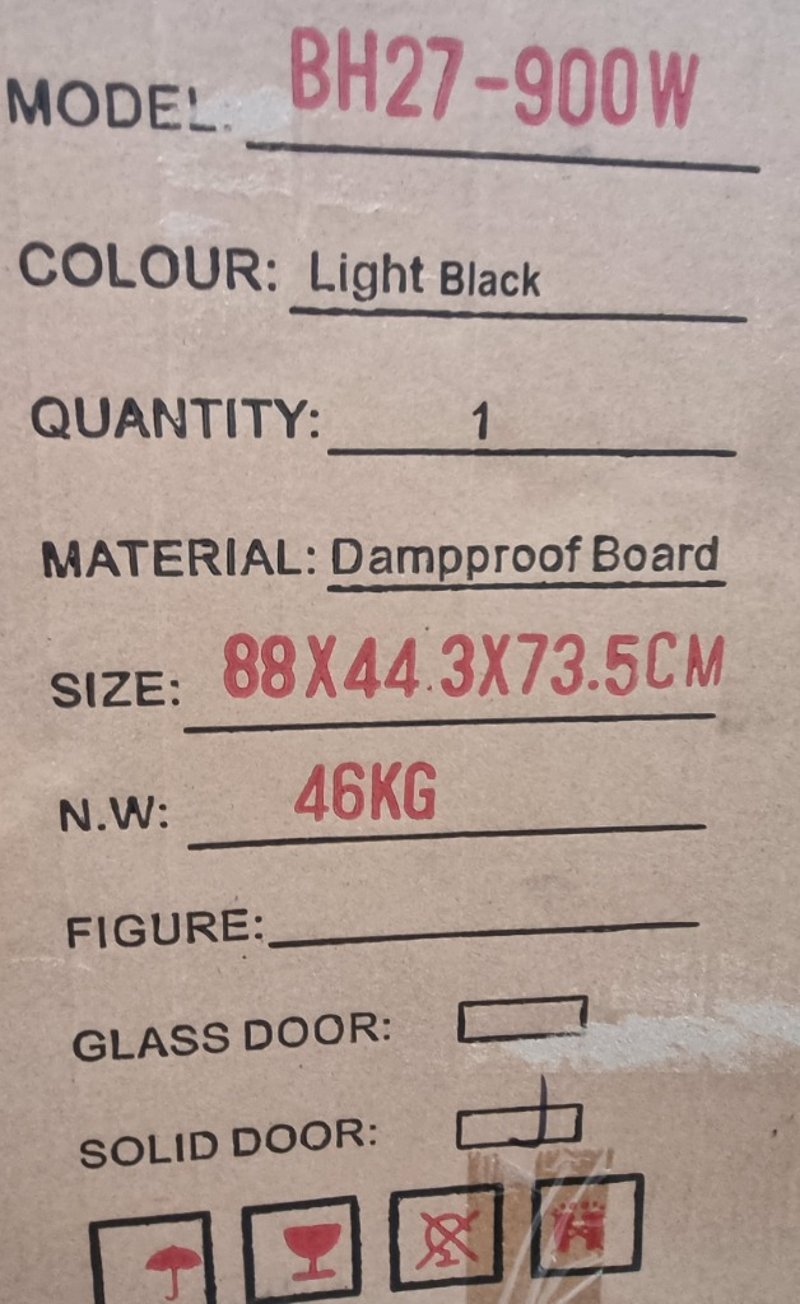 MODEL: BH27-900W
COLOUR: Light Black
QUANTITY: 1
MATERIAL: Dampproof Board
SIZE: 88X44.3X73.5CM
N.W: 46KG
FIGURE:
GLASS DOOR:
SOLID DOOR: